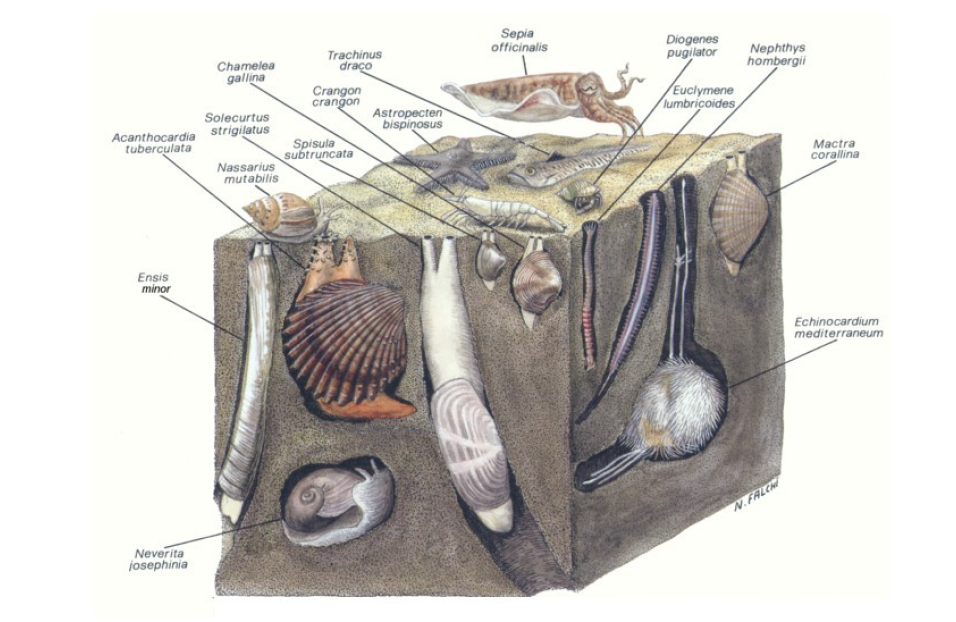 Sepia
officinalis
Trachinus
draco
Diogenes
pugilator
Nephthys
hombergii
Chamelea
gallina
Crangon
crangon
Euclymene
lumbricoides
Astropecten
bispinosus
Solecurtus
strigilatus
Acanthocardia
tuberculata
Spisula
subtruncata
Mactra
corallina
Nassarius
mutabilis
Ensis
minor
Echinocardium
mediterraneum
N. FALCHI
Neverita
josephinia